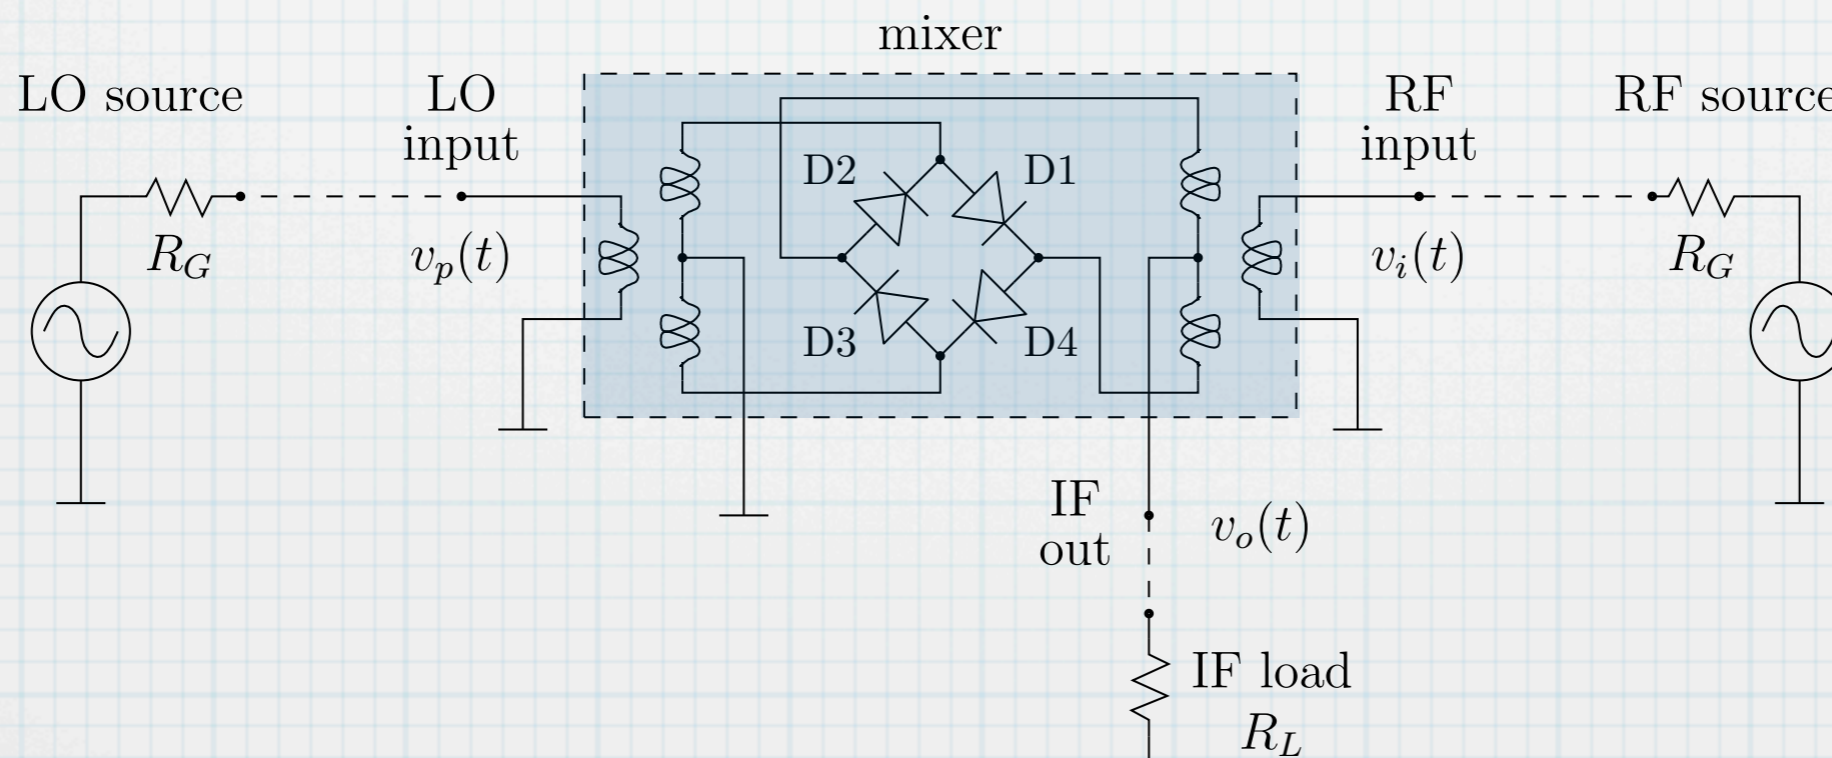 mixer
LO source
LO
input
RF
input
RF source
D2
D1
R_G
v_p(t)
v_i(t)
R_G
D3
D4
IF
out
v_o(t)
IF load
R_L